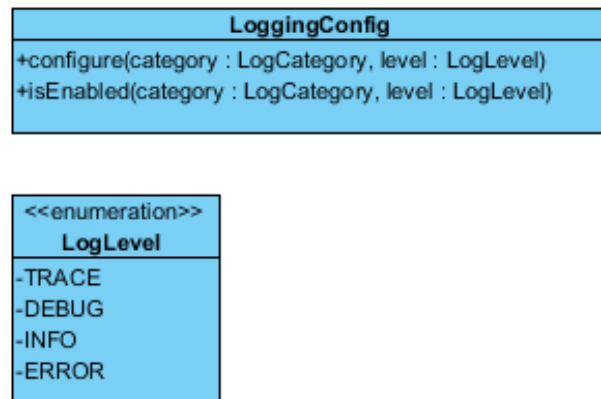 LoggingConfig
+configure(category : LogCategory, level : LogLevel)
+isEnabled(category : LogCategory, level : LogLevel)
<<enumeration>>
LogLevel
-TRACE
-DEBUG
-INFO
-ERROR